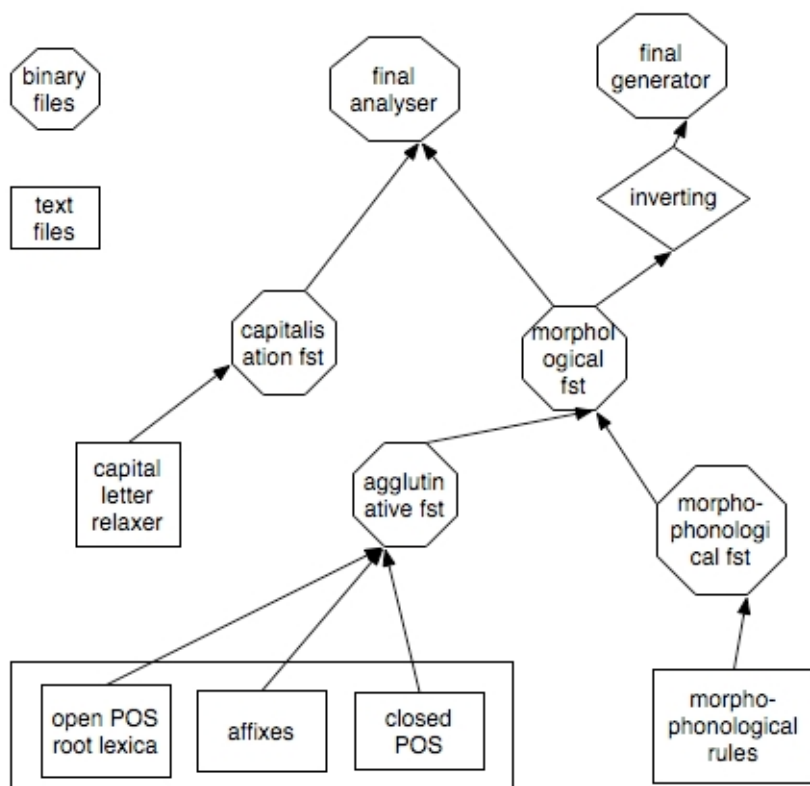 binary
files
final
analyser
final
generator
text
files
inverting
capitalis
ation fst
morphol
ogical
fst
capital
letter
relaxer
agglutin
ative fst
morpho-
phonologi
cal fst
open POS
root lexica
affixes
closed
POS
morpho-
phonological
rules